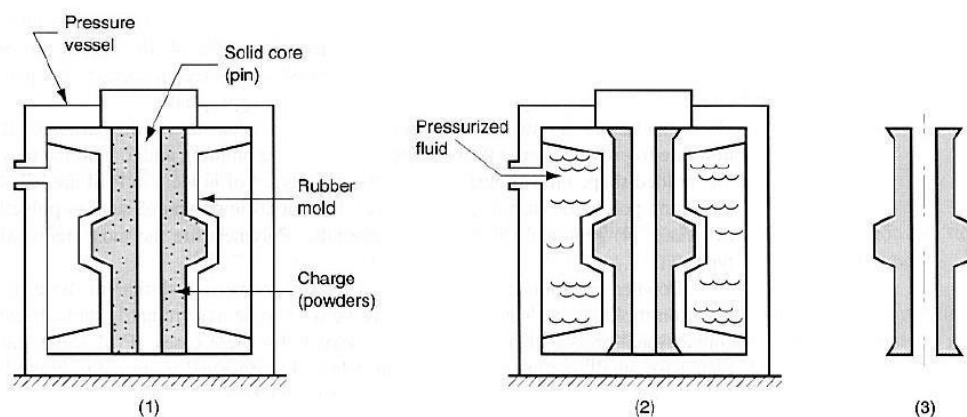 Pressure
vessel
Solid core
(pin)
Rubber
mold
Charge
(powders)
(1)
Pressurized
fluid
(2)
(3)